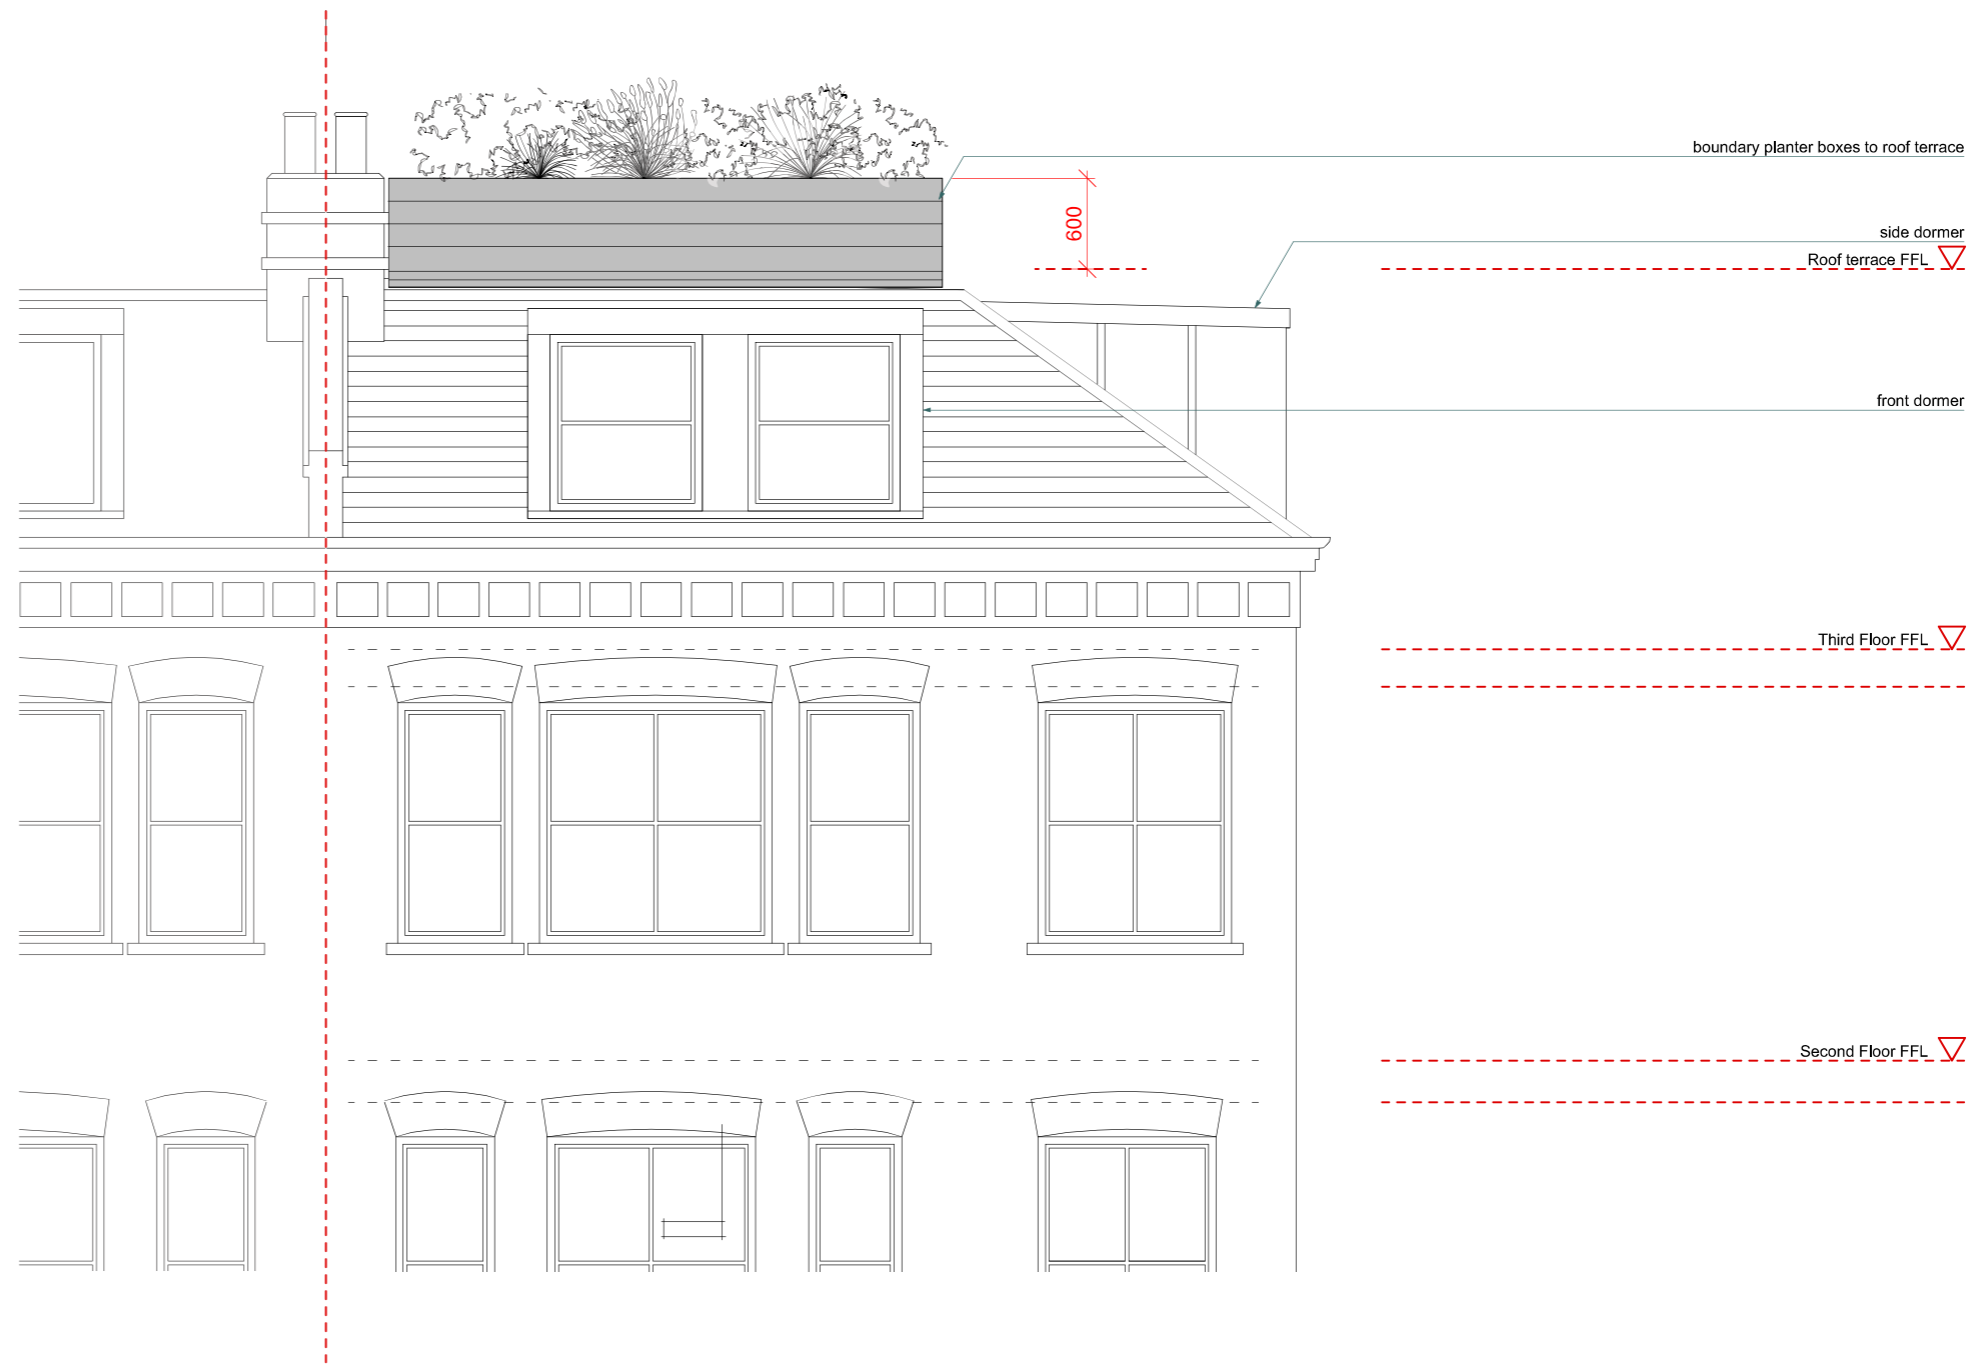 boundary planter boxes to roof terrace
600
side dormer
Roof terrace FFL
front dormer
Third Floor FFL
Second Floor FFL